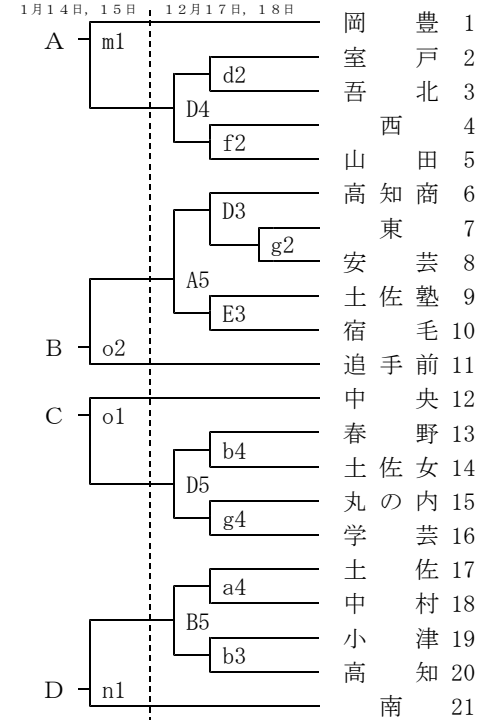 1月14日，15日 12月17日，18日
岡豊 1
A m1
室戸 2
d2
吾北 3
D4
西 4
f2
山田 5
高知商 6
D3
東 7
g2
安芸 8
A5
土佐塾 9
E3
宿毛 10
B o2
追手前 11
中央 12
C o1
春野 13
b4
土佐女 14
D5
丸の内 15
g4
学芸 16
土佐 17
a4
中村 18
B5
小津 19
b3
高知 20
D n1
南 21